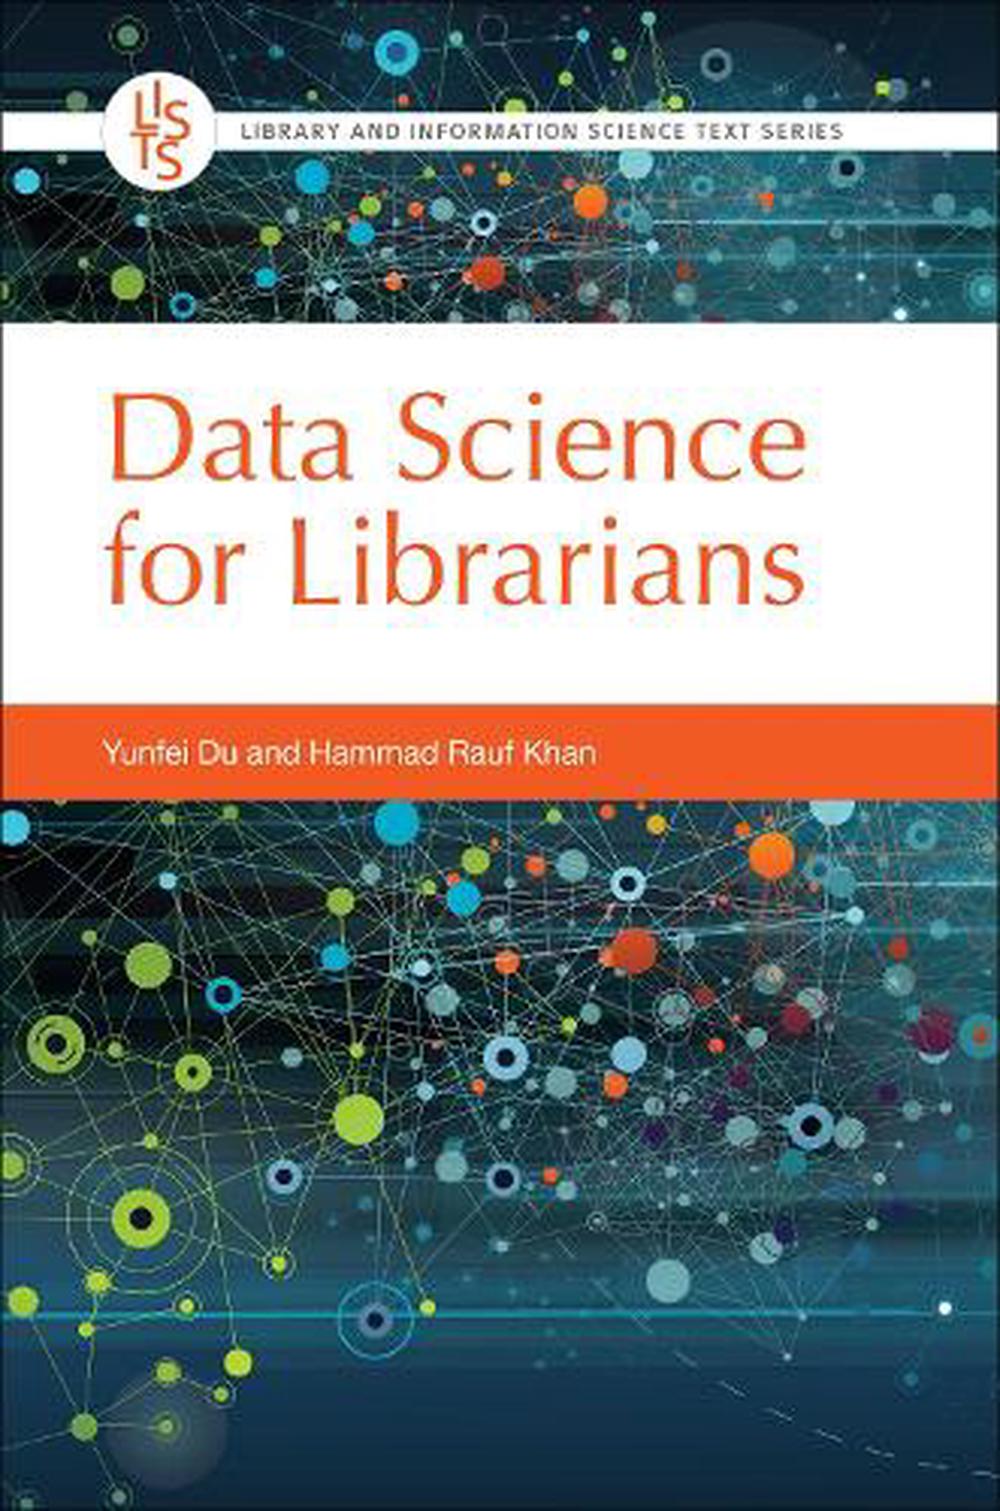 LIS
TS
LIBRARY AND INFORMATION SCIENCE TEXT SERIES
Data Science
for Librarians
Yunfei Du and Hammad Rauf Khan